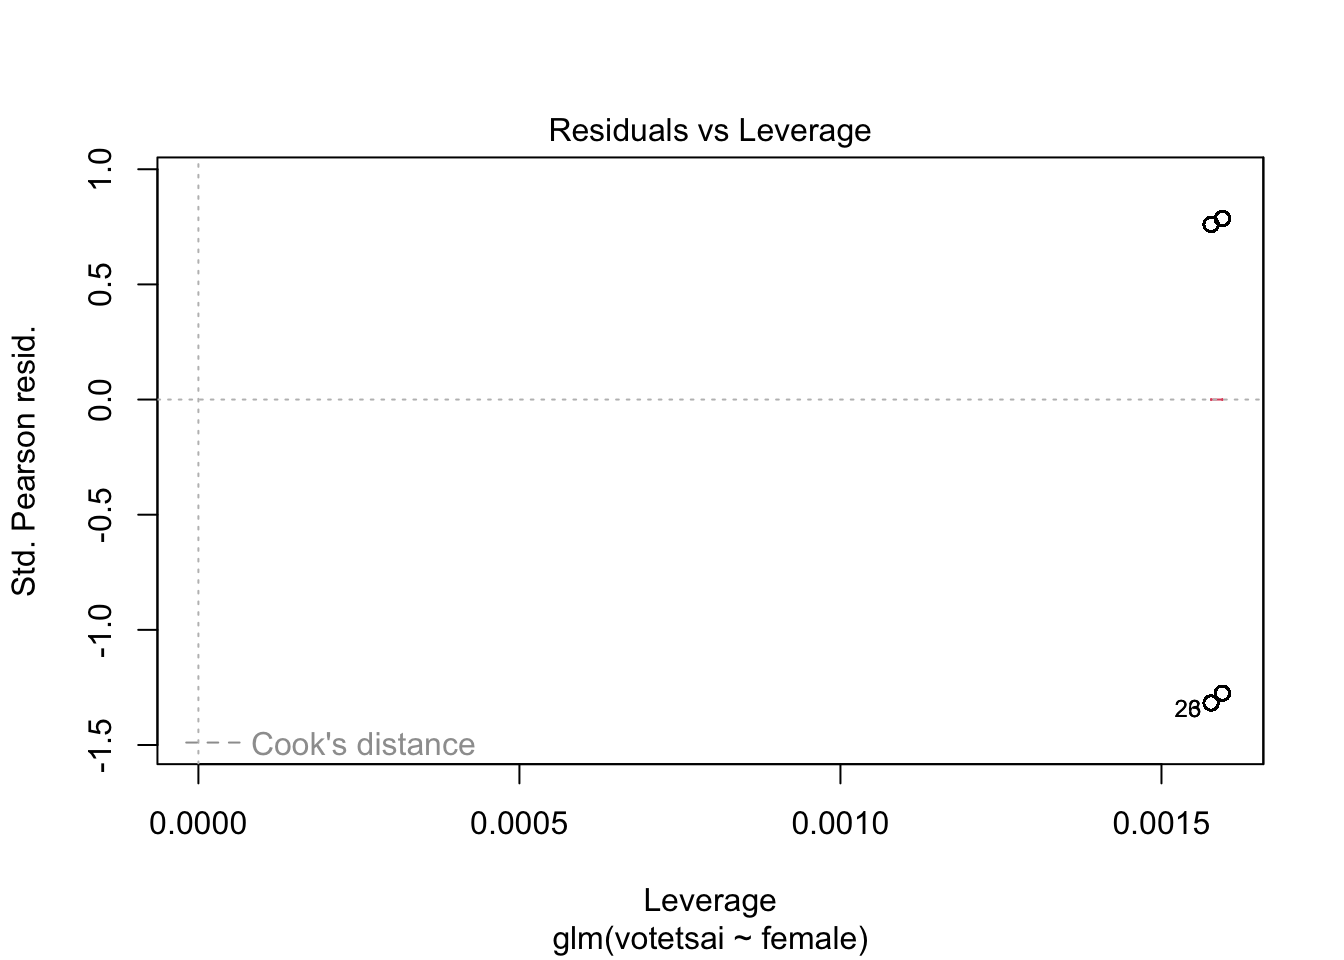 Residuals vs Leverage
1.0
0.5
0.0
-0.5
-1.0
-1.5
Std. Pearson resid.
Cook's distance
0.0000
0.0005
0.0010
0.0015
Leverage
glm(votetsai ~ female)